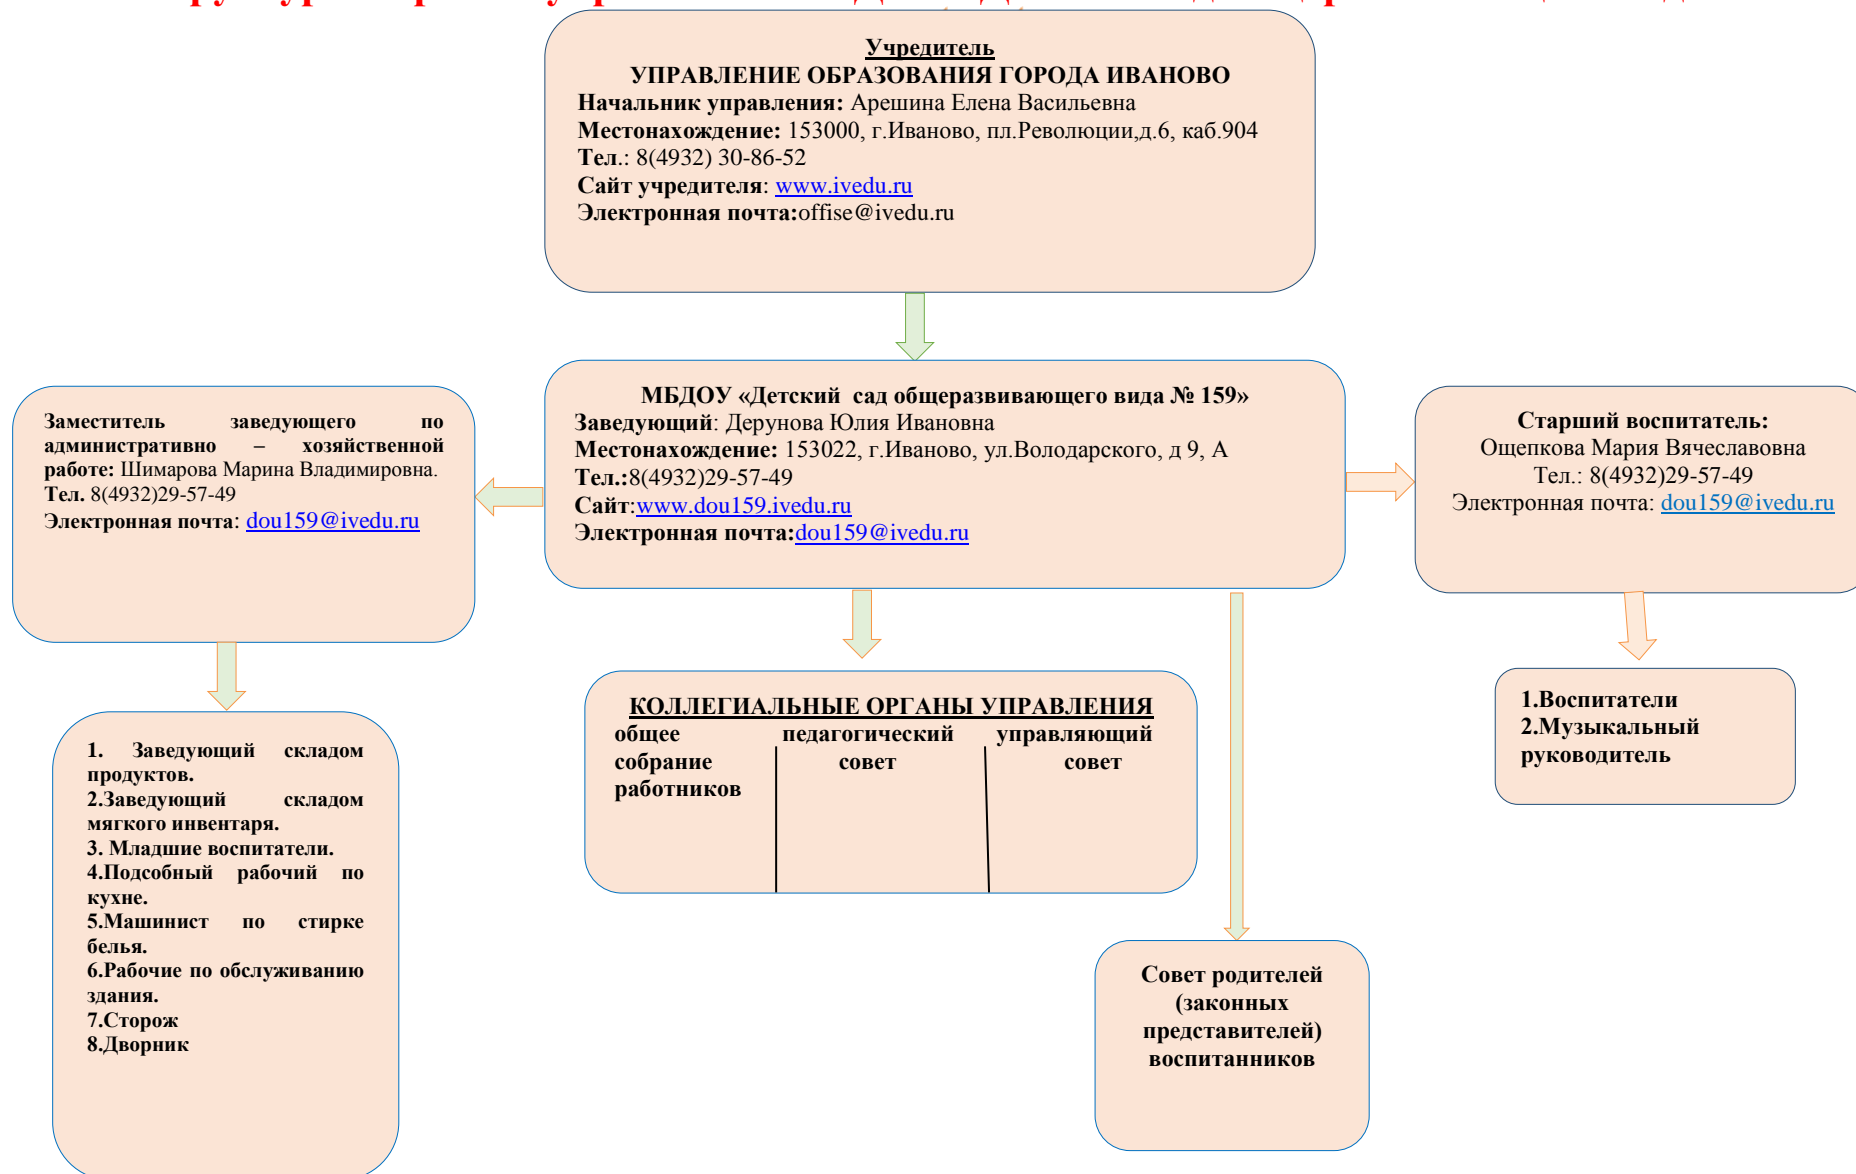 Учредитель
УПРАВЛЕНИЕ ОБРАЗОВАНИЯ ГОРОДА ИВАНОВО
Начальник управления: Арешина Елена Васильевна
Местонахождение: 153000, г.Иваново, пл.Революции,д.6, каб.904
Тел.: 8(4932) 30-86-52
Сайт учредителя: www.ivedu.ru
Электронная почта:offise@ivedu.ru
МБДОУ «Детский сад общеразвивающего вида № 159»
Заведующий: Дерунова Юлия Ивановна
Местонахождение: 153022, г.Иваново, ул.Володарского, д 9, А
Тел.:8(4932)29-57-49
Сайт:www.dou159.ivedu.ru
Электронная почта:dou159@ivedu.ru
Заместитель заведующего по
административно – хозяйственной
работе: Шимарова Марина Владимировна.
Тел. 8(4932)29-57-49
Электронная почта: dou159@ivedu.ru
Старший воспитатель:
Ощепкова Мария Вячеславовна
Тел.: 8(4932)29-57-49
Электронная почта: dou159@ivedu.ru
КОЛЛЕГИАЛЬНЫЕ ОРГАНЫ УПРАВЛЕНИЯ
общее педагогический управляющий
собрание совет совет
работников
1.Воспитатели
2.Музыкальный
руководитель
1. Заведующий складом
продуктов.
2.Заведующий складом
мягкого инвентаря.
3. Младшие воспитатели.
4.Подсобный рабочий по
кухне.
5.Машинист по стирке
белья.
6.Рабочие по обслуживанию
здания.
7.Сторож
8.Дворник
Совет родителей
(законных
представителей)
воспитанников